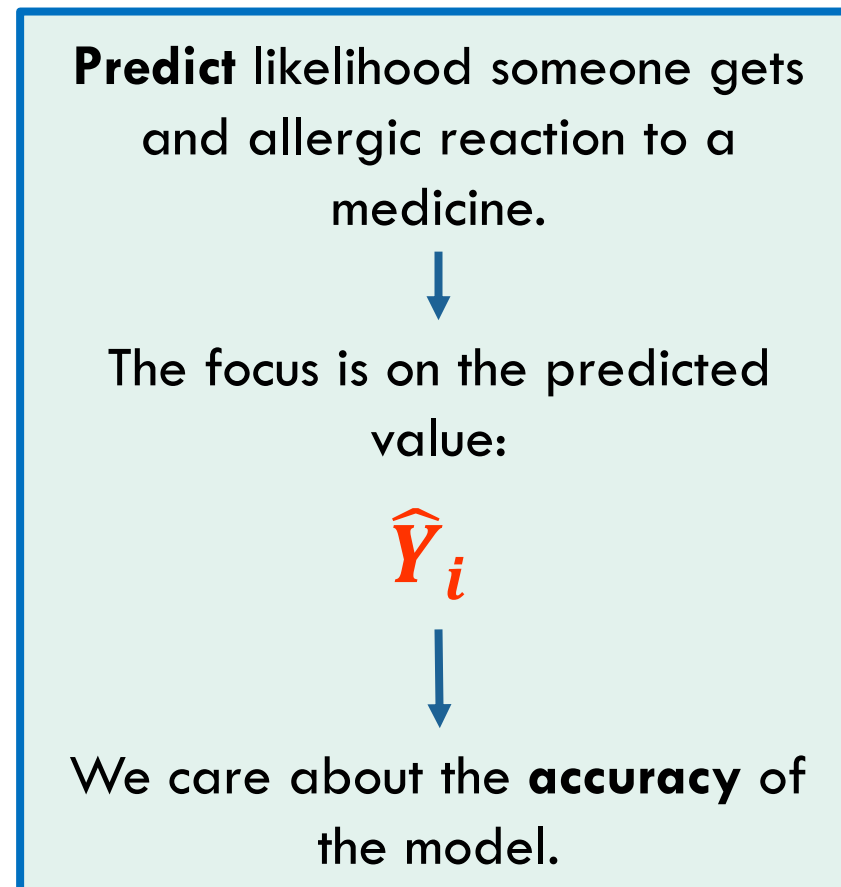 Predict likelihood someone gets
and allergic reaction to a
medicine.
The focus is on the predicted
value:
Ŷᵢ
We care about the accuracy of
the model.